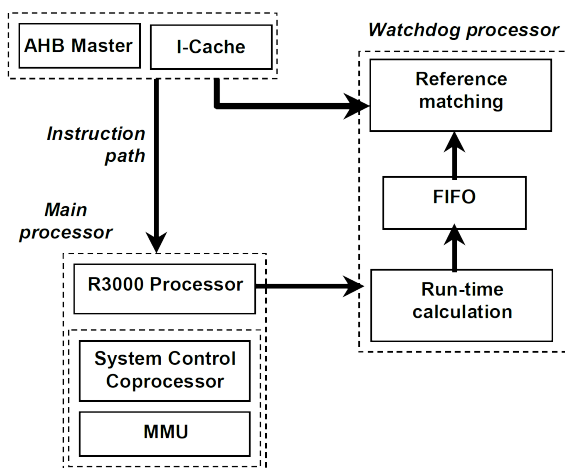 Watchdog processor
AHB Master
I-Cache
Reference
matching
Instruction
path
FIFO
Main
processor
R3000 Processor
Run-time
calculation
System Control
Coprocessor
MMU